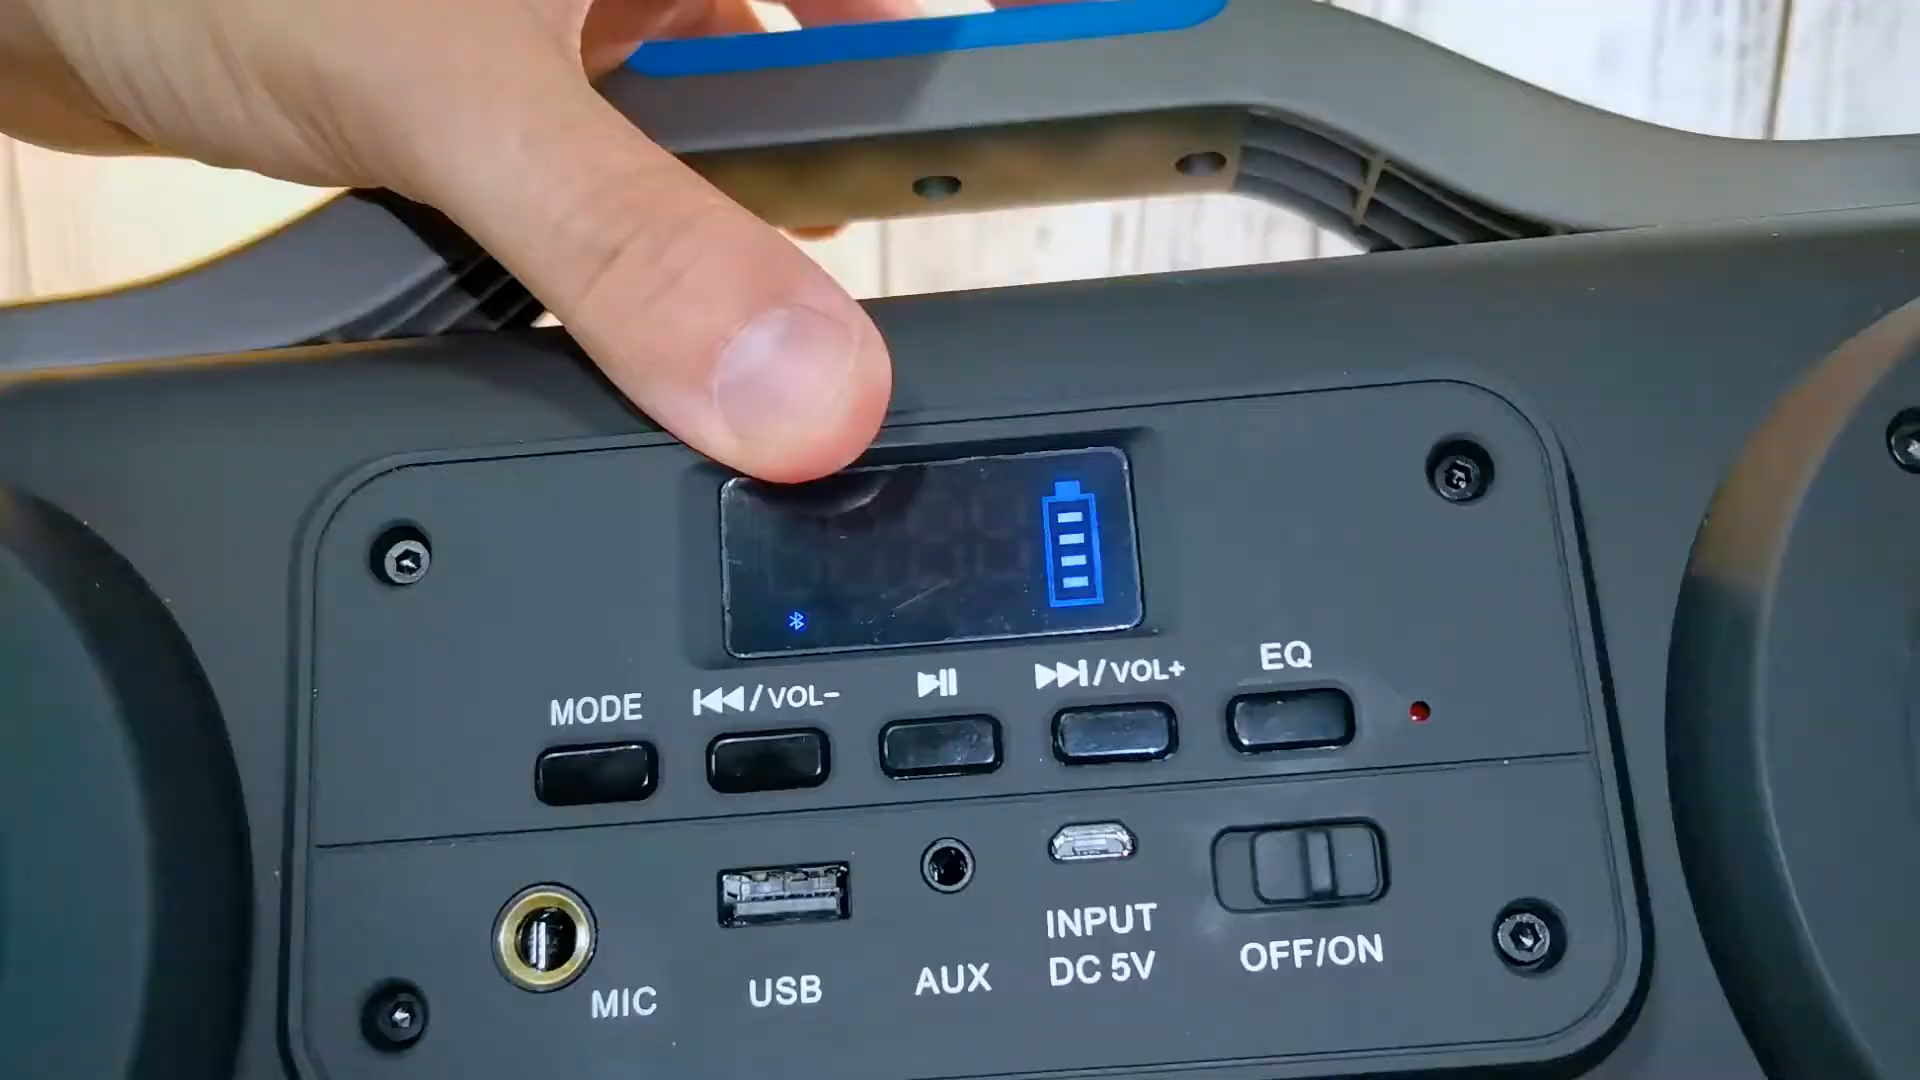 MODE
⏮/VOL-
⏯
⏭/VOL+
EQ
MIC
USB
AUX
INPUT
DC 5V
OFF/ON